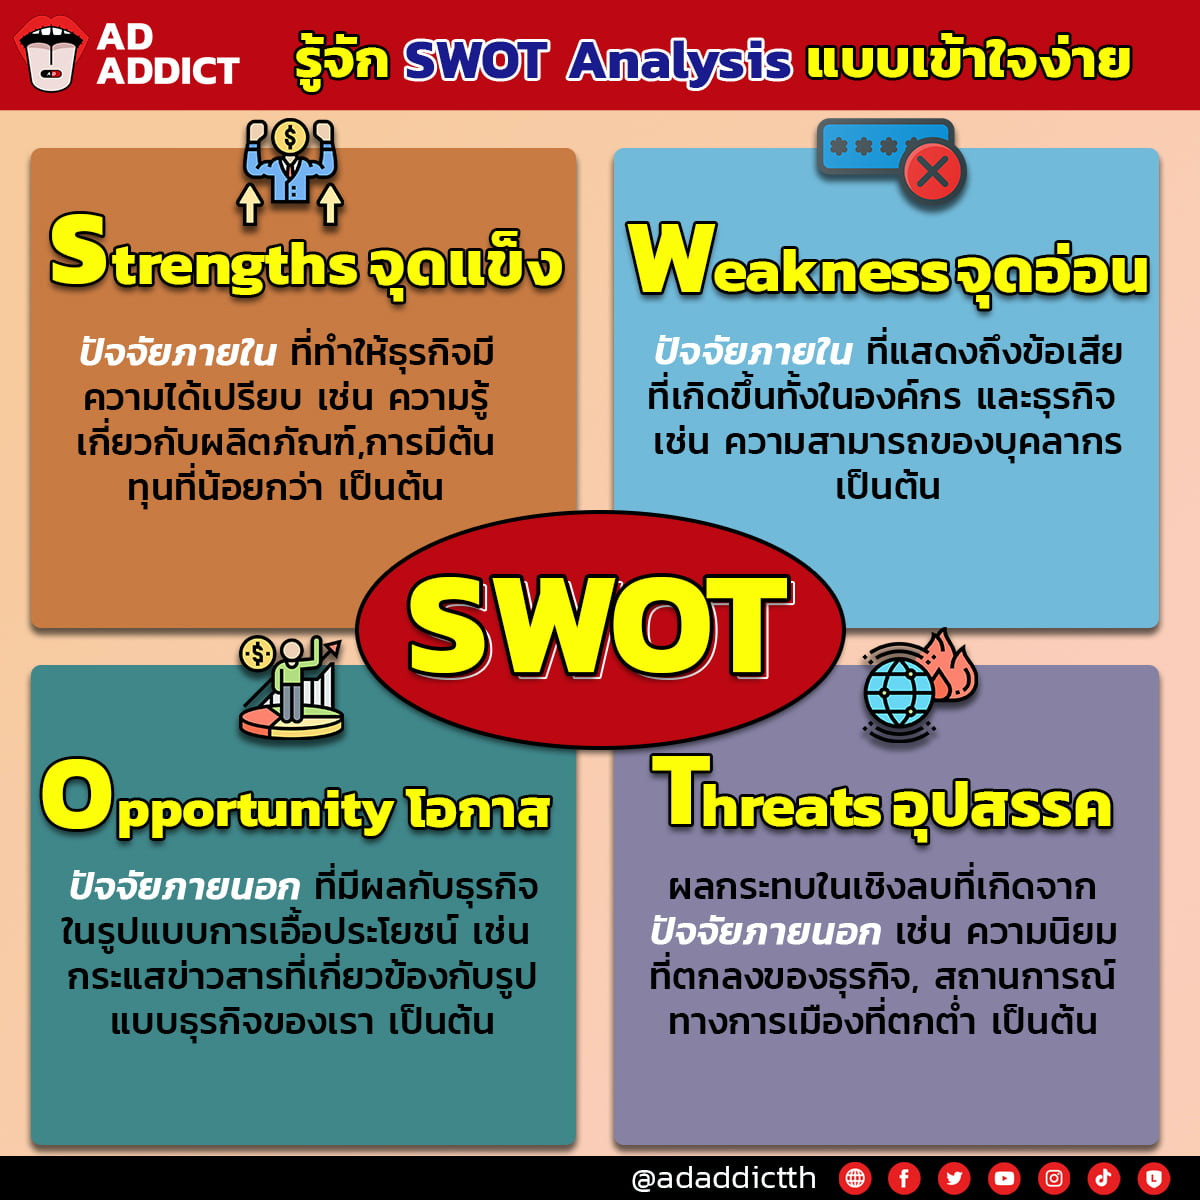 AD
ADDICT
รู้จัก SWOT Analysis แบบเข้าใจง่าย
Strengths จุดแข็ง
ปัจจัยภายใน ที่ทำให้ธุรกิจมี
ความได้เปรียบ เช่น ความรู้
เกี่ยวกับผลิตภัณฑ์,การมีต้น
ทุนที่น้อยกว่า เป็นต้น
Weakness จุดอ่อน
ปัจจัยภายใน ที่แสดงถึงข้อเสีย
ที่เกิดขึ้นทั้งในองค์กร และธุรกิจ
เช่น ความสามารถของบุคลากร
เป็นต้น
SWOT
Opportunity โอกาส
ปัจจัยภายนอก ที่มีผลกับธุรกิจ
ในรูปแบบการเอื้อประโยชน์ เช่น
กระแสข่าวสารที่เกี่ยวข้องกับรูป
แบบธุรกิจของเรา เป็นต้น
Threats อุปสรรค
ผลกระทบในเชิงลบที่เกิดจาก
ปัจจัยภายนอก เช่น ความนิยม
ที่ตกลงของธุรกิจ, สถานการณ์
ทางการเมืองที่ตกต่ำ เป็นต้น
@adaddictth